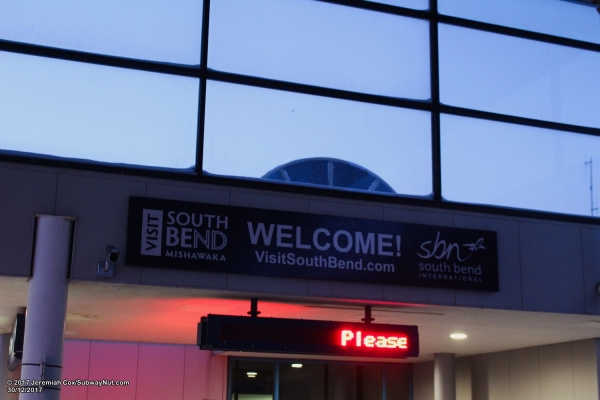 VISIT
SOUTH
BEND
MISHAWAKA
WELCOME!
VisitSouthBend.com
sbn
south bend
INTERNATIONAL
Please
© 2017 Jeremiah Cox/SubwayNut.com
30/12/2017